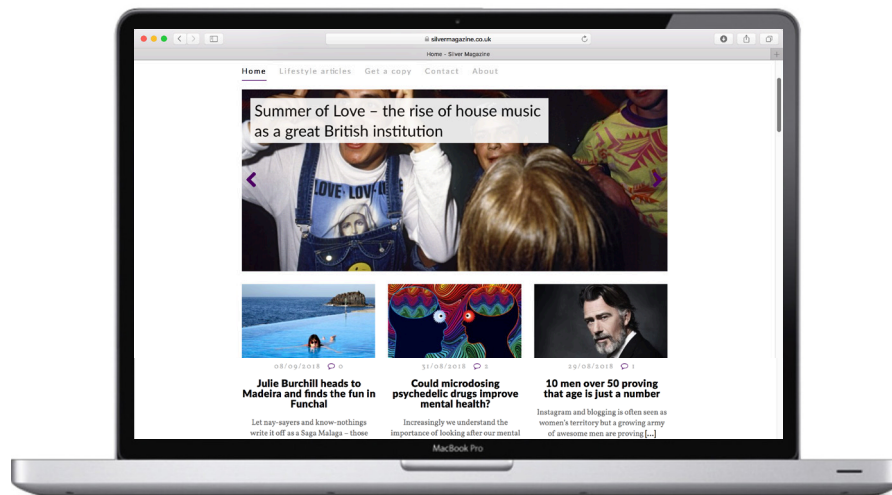 silvermagazine.co.uk
Home – Silver Magazine
Home Lifestyle articles Get a copy Contact About
Summer of Love – the rise of house music
as a great British institution
LOVE LOVE
08/09/2018 0
31/08/2018 2
29/08/2018 1
Julie Burchill heads to
Madeira and finds the fun in
Funchal
Could microdosing
psychedelic drugs improve
mental health?
10 men over 50 proving
that age is just a number
Let nay-sayers and know-nothings
write it off as a Saga Malaga – those
Increasingly we understand the
importance of looking after our mental
Instagram and blogging is often seen as
women's territory but a growing army
of awesome men are proving [...]
MacBook Pro